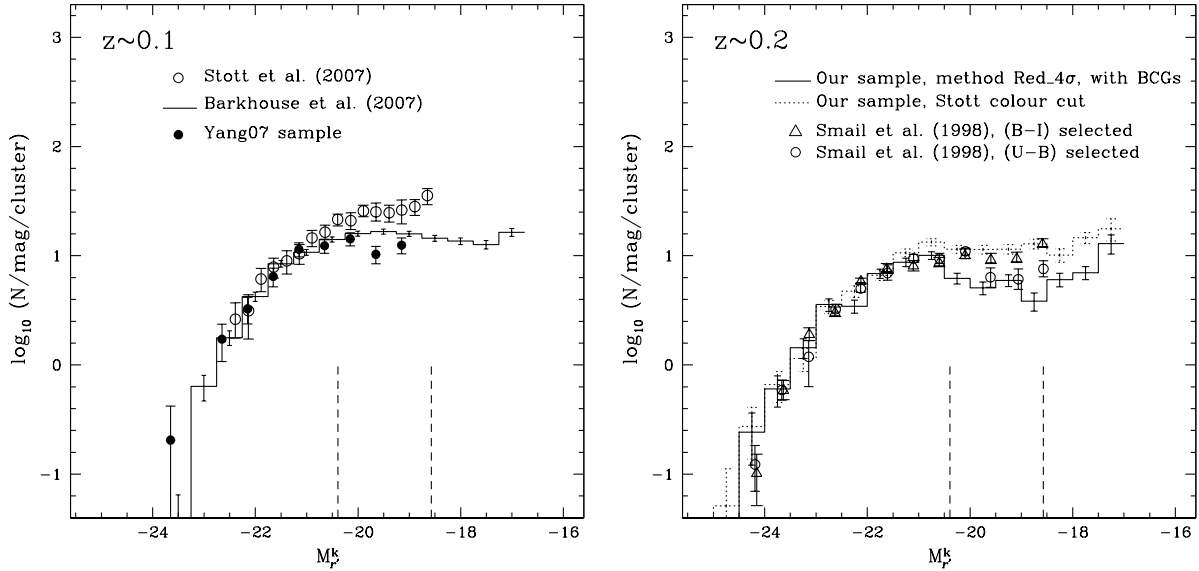 z~0.1
Stott et al. (2007)
Barkhouse et al. (2007)
Yang07 sample
log10 (N/mag/cluster)
3
2
1
0
−1
−24
−22
−20
−18
−16
M_r'^k
z~0.2
Our sample, method Red_4σ, with BCGs
Our sample, Stott colour cut
Smail et al. (1998), (B−I) selected
Smail et al. (1998), (U−B) selected
log10 (N/mag/cluster)
3
2
1
0
−1
−24
−22
−20
−18
−16
M_r'^k